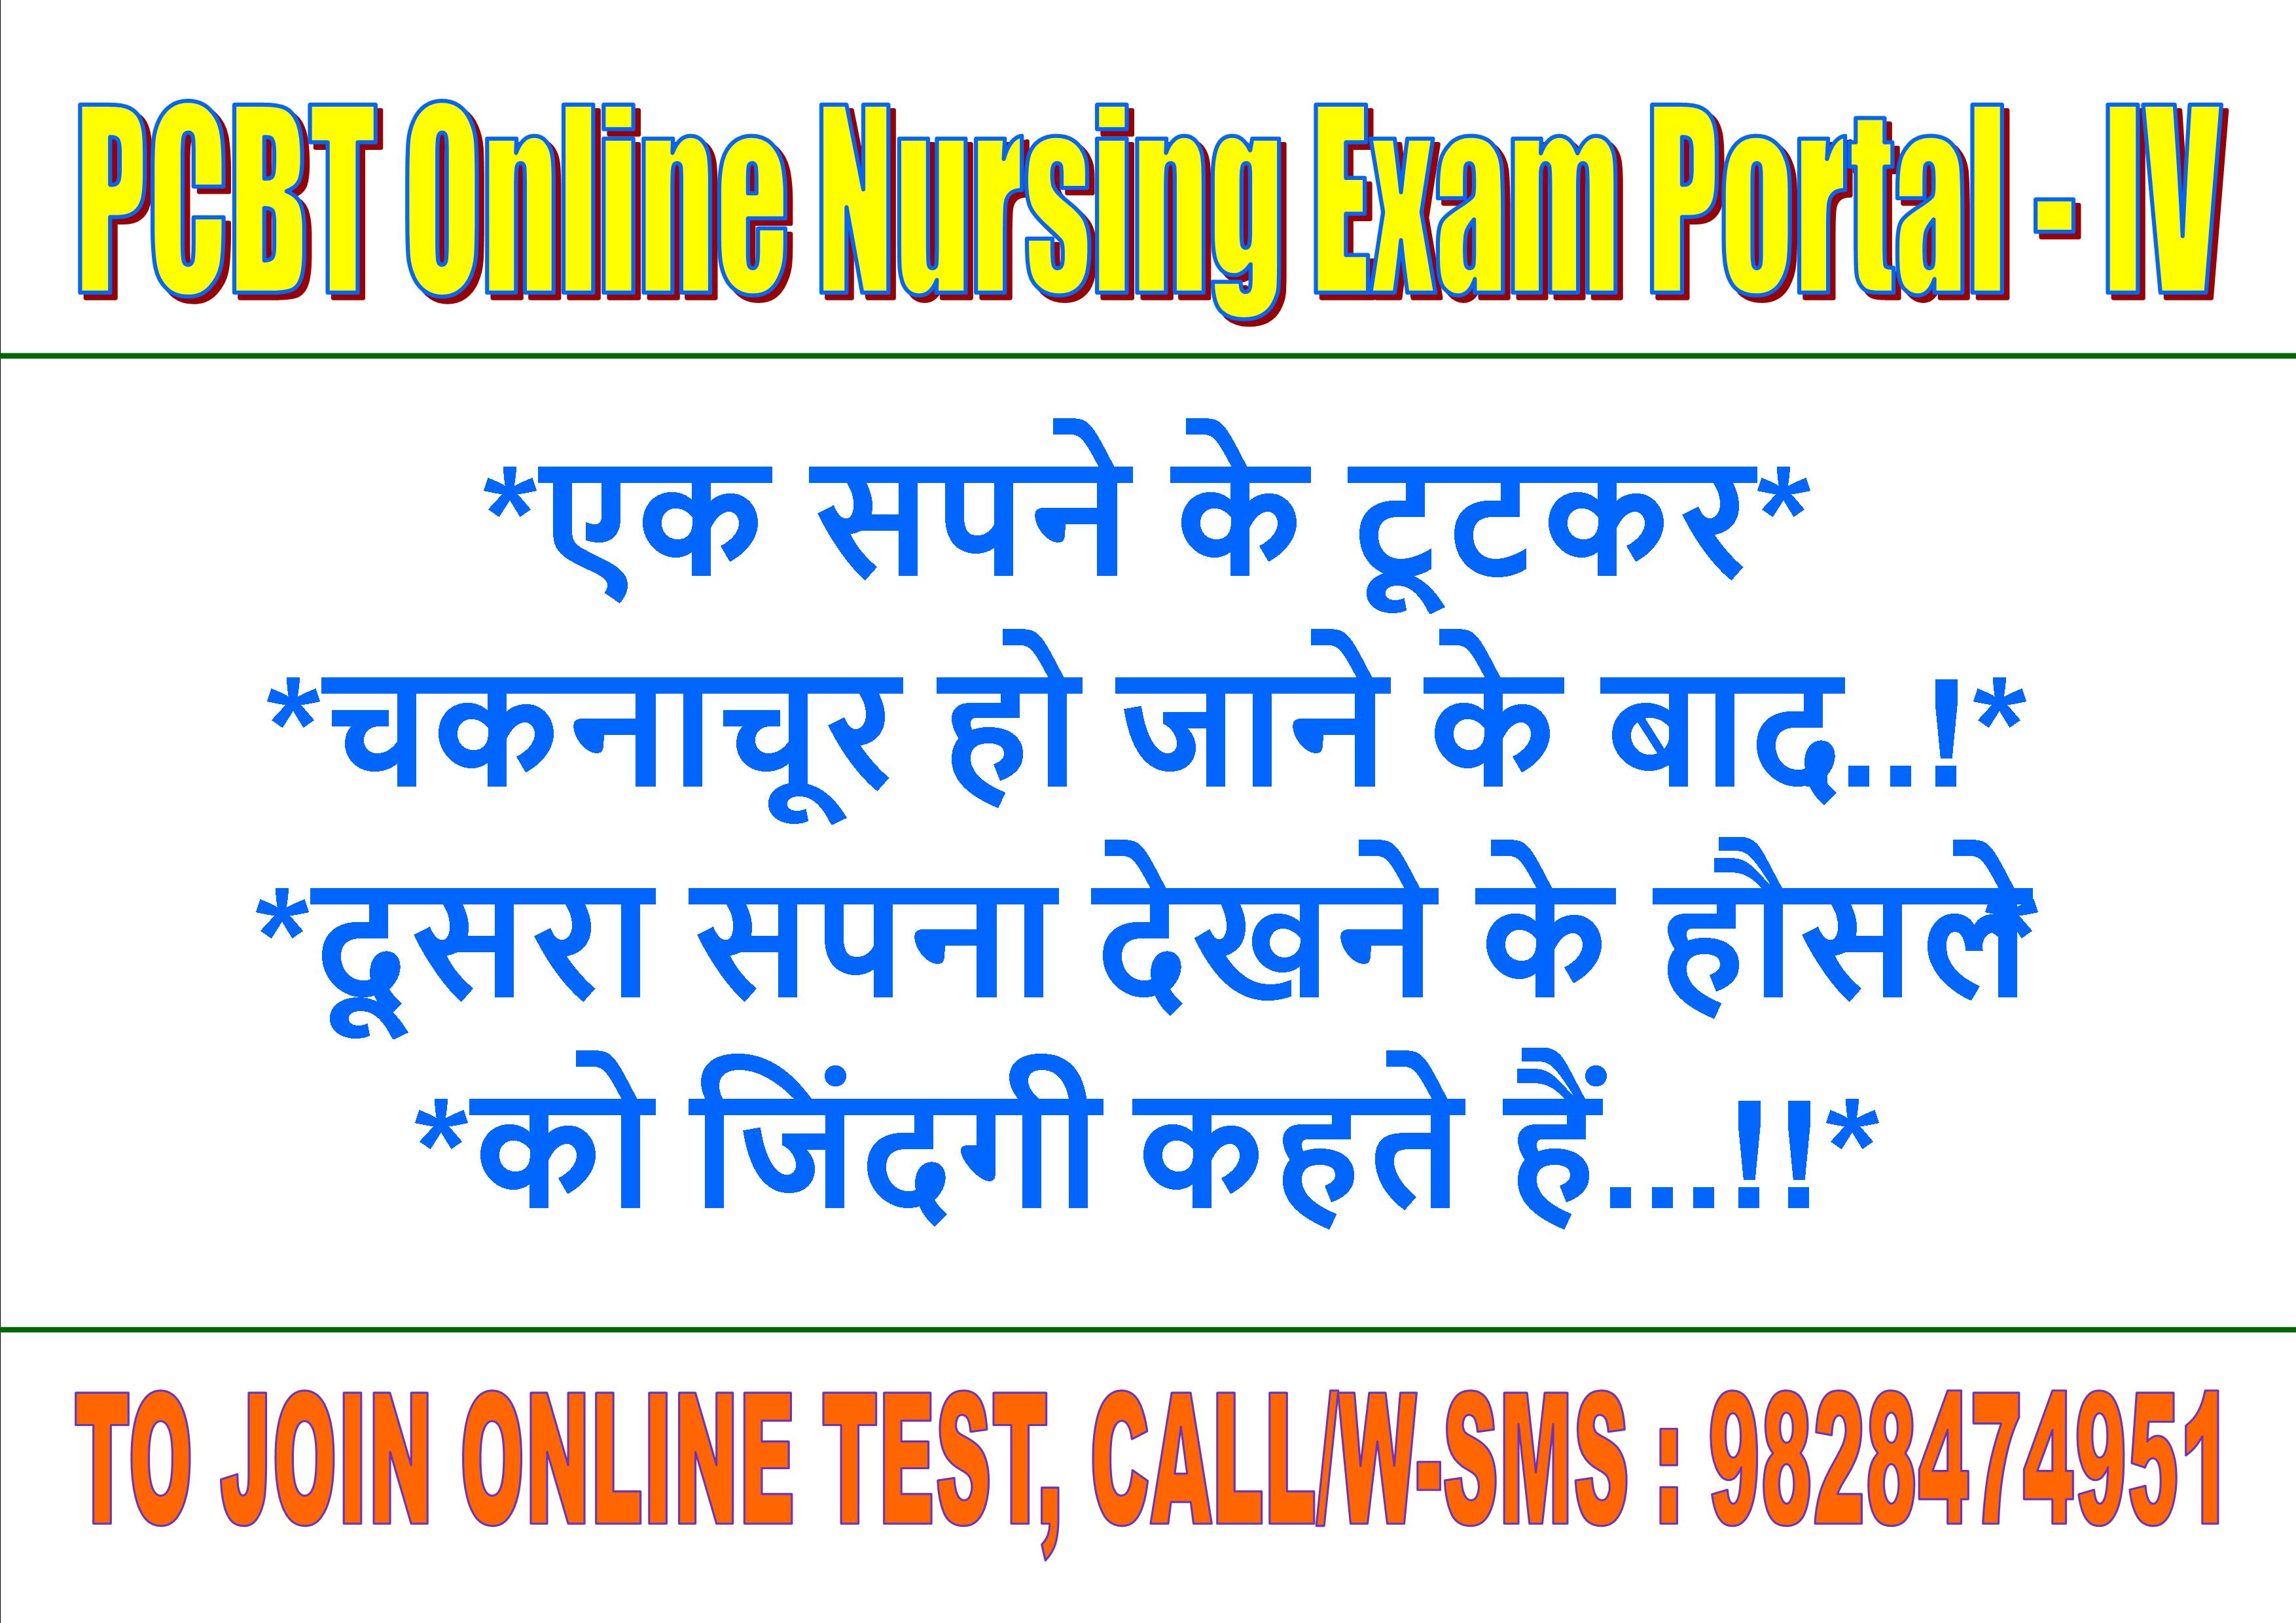 PCBT Online Nursing Exam Portal - IV
*एक सपने के टूटकर*
*चकनाचूर हो जाने के बाद..!*
*दूसरा सपना देखने के हौसले*
*को जिंदगी कहते हैं...!!*
TO JOIN ONLINE TEST, CALL/W-SMS : 9828474951